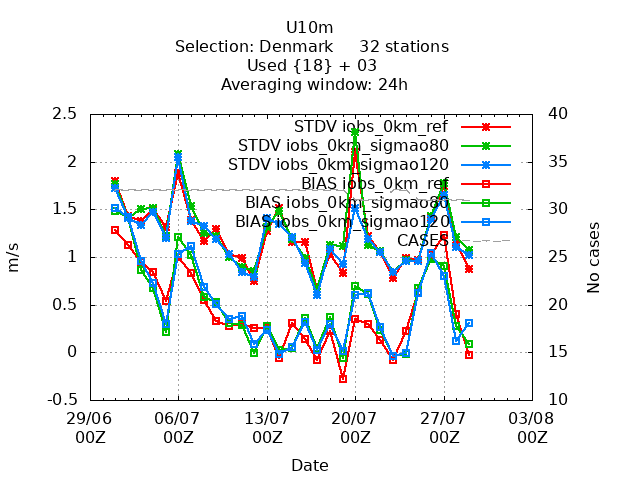 U10m
Selection: Denmark 32 stations
Used {18} + 03
Averaging window: 24h
2.5
2
1.5
1
0.5
0
-0.5
m/s
40
35
30
25
20
15
10
No cases
STDV iobs_0km_ref
STDV iobs_0km_sigmao80
STDV iobs_0km_sigmao120
BIAS iobs_0km_ref
BIAS iobs_0km_sigmao80
BIAS iobs_0km_sigmao120
CASES
29/06 06/07 13/07 20/07 27/07 03/08
00Z 00Z 00Z 00Z 00Z 00Z
Date